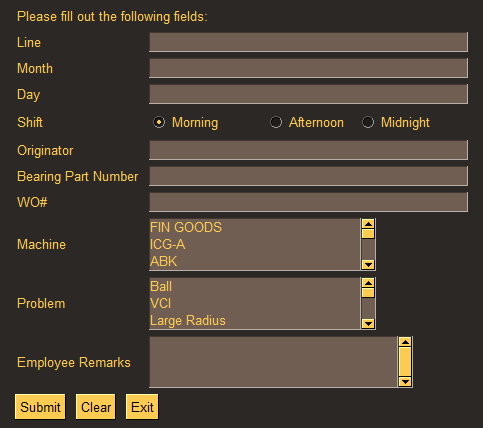 Please fill out the following fields:
Line
Month
Day
Shift Morning Afternoon Midnight
Originator
Bearing Part Number
WO#
Machine
FIN GOODS
ICG-A
ABK
Problem
Ball
VCI
Large Radius
Employee Remarks
Submit Clear Exit